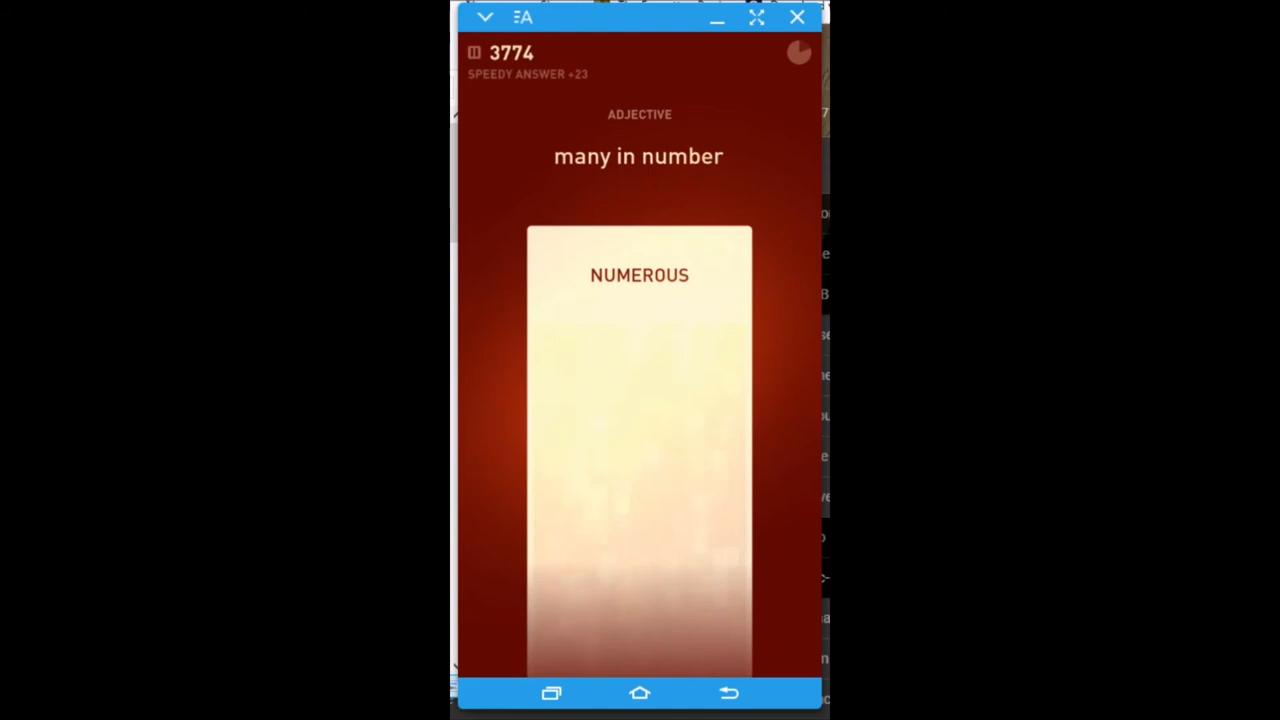 3774
SPEEDY ANSWER +23
ADJECTIVE
many in number
NUMEROUS